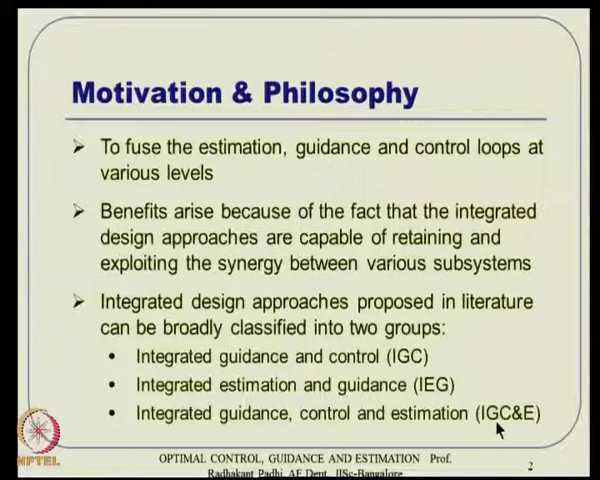 Motivation & Philosophy
➢ To fuse the estimation, guidance and control loops at
various levels
➢ Benefits arise because of the fact that the integrated
design approaches are capable of retaining and
exploiting the synergy between various subsystems
➢ Integrated design approaches proposed in literature
can be broadly classified into two groups:
• Integrated guidance and control (IGC)
• Integrated estimation and guidance (IEG)
• Integrated guidance, control and estimation (IGC&E)
NPTEL
OPTIMAL CONTROL, GUIDANCE AND ESTIMATION Prof.
Radhakant Padhi, AE Dept., IISc-Bangalore
2